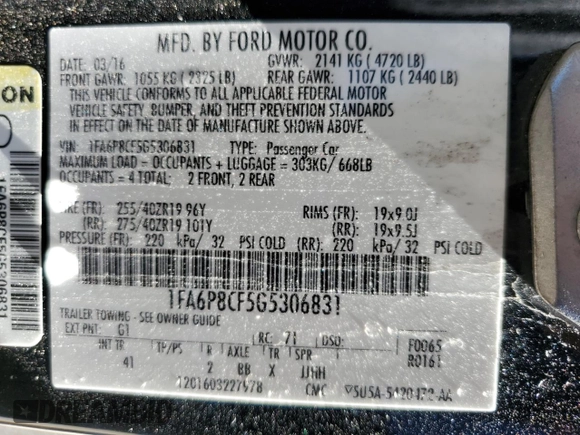 MFD. BY FORD MOTOR CO.
03/16 GVWR: 2141 KG (4720 LB)
FRONT GAWR: 1055 KG (2325 LB) REAR GAWR: 1107 KG (2440 LB)
THIS VEHICLE CONFORMS TO ALL APPLICABLE FEDERAL MOTOR
VEHICLE SAFETY, BUMPER, AND THEFT PREVENTION STANDARDS
IN EFFECT ON THE DATE OF MANUFACTURE SHOWN ABOVE.
VIN: 1FA6P8CF5G5306831 TYPE: Passenger Car
MAXIMUM LOAD = OCCUPANTS + LUGGAGE = 303KG/ 668LB
OCCUPANTS = 4 TOTAL: 2 FRONT, 2 REAR
TIRE (FR): 255/40ZR19 96Y RIMS (FR): 19x9.0J
(RR): 275/40ZR19 101Y (RR): 19x9.5J
PRESSURE (FR): 220 kPa/ 32 PSI COLD (RR): 220 kPa/ 32 PSI COLD
1FA6P8CF5G5306831
TRAILER TOWING - SEE OWNER GUIDE
EXT PNT: G1 RC: 71 DSO: F0065
INT TR TP/PS R AXLE TR SPR R0161
41 2 BB X JJHH
1201603227978 CMC
ON
1FA6P8CF5G5306831
DREAM